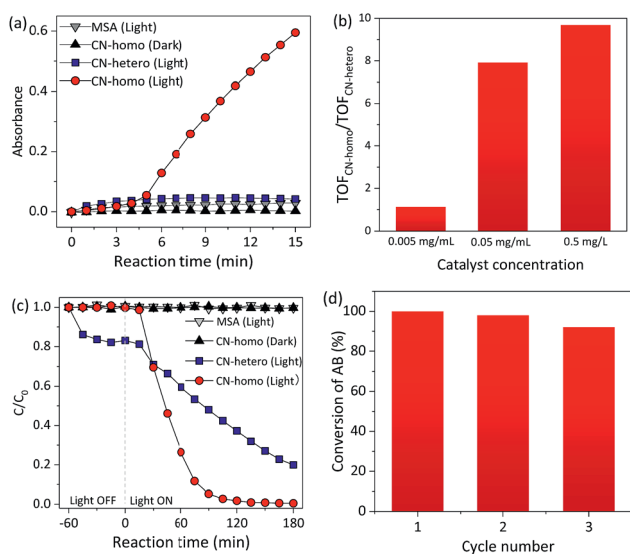 (a)
MSA (Light)
CN-homo (Dark)
CN-hetero (Light)
CN-homo (Light)
Absorbance
0.6
0.4
0.2
0.0
0 3 6 9 12 15
Reaction time (min)
(b)
TOF_CN-homo/TOF_CN-hetero
10
8
6
4
2
0
0.005 mg/mL 0.05 mg/mL 0.5 mg/L
Catalyst concentration
(c)
MSA (Light)
CN-homo (Dark)
CN-hetero (Light)
CN-homo (Light)
C/C0
1.0
0.8
0.6
0.4
0.2
0.0
Light OFF Light ON
-60 0 60 120 180
Reaction time (min)
(d)
Conversion of AB (%)
100
80
60
40
20
0
1 2 3
Cycle number